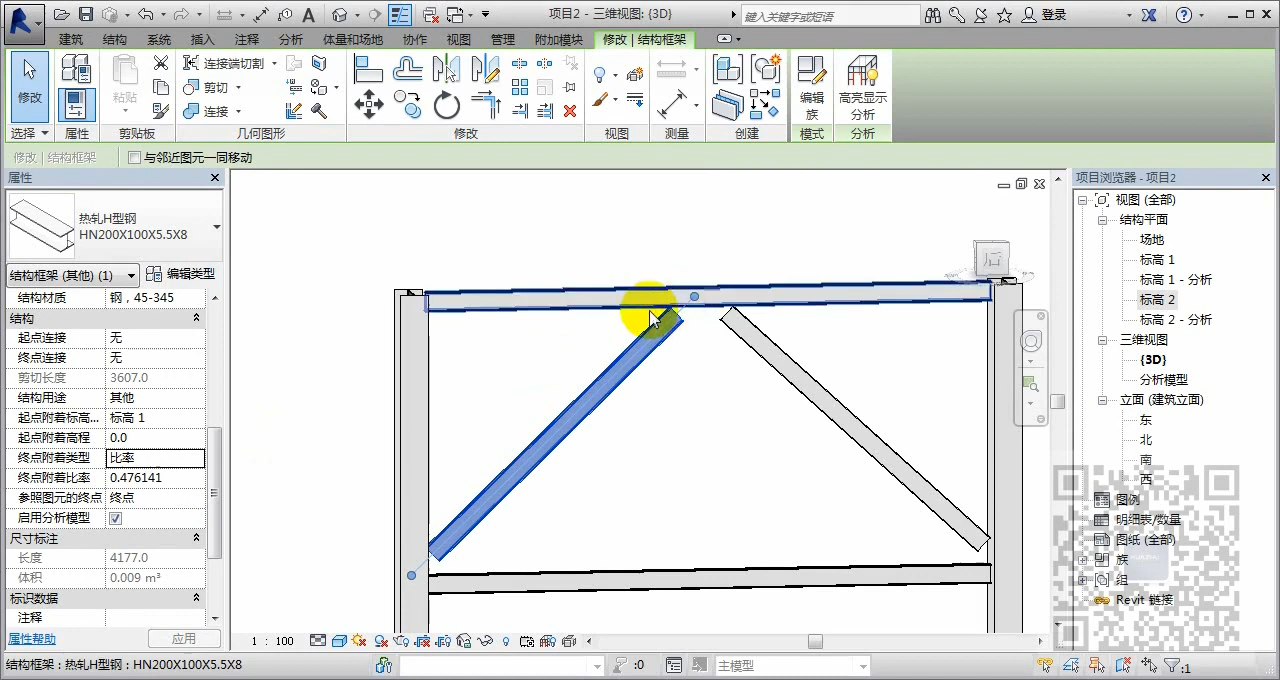 项目2 - 三维视图: {3D}
键入关键字或短语
登录
建筑 结构 系统 插入 注释 分析 体量和场地 协作 视图 管理 附加模块 修改 | 结构框架
修改
粘贴
连接端切割
剪切
连接
编辑
族
高亮显示
分析
选择 属性 剪贴板 几何图形 修改 视图 测量 创建 模式 分析
修改 | 结构框架 与邻近图元一同移动
属性
热轧H型钢
HN200X100X5.5X8
结构框架 (其他) (1) 编辑类型
结构材质 钢，45-345
结构
起点连接 无
终点连接 无
剪切长度 3607.0
结构用途 其他
起点附着标高... 标高 1
起点附着高程 0.0
终点附着类型 比率
终点附着比率 0.476141
参照图元的终点 终点
启用分析模型
尺寸标注
长度 4177.0
体积 0.009 m³
标识数据
注释
属性帮助 应用
后
项目浏览器 - 项目2
视图 (全部)
结构平面
场地
标高 1
标高 1 - 分析
标高 2
标高 2 - 分析
三维视图
{3D}
分析模型
立面 (建筑立面)
东
北
南
西
图例
明细表/数量
图纸 (全部)
族
组
Revit 链接
1 : 100
结构框架 : 热轧H型钢 : HN200X100X5.5X8
:0
主模型
:1